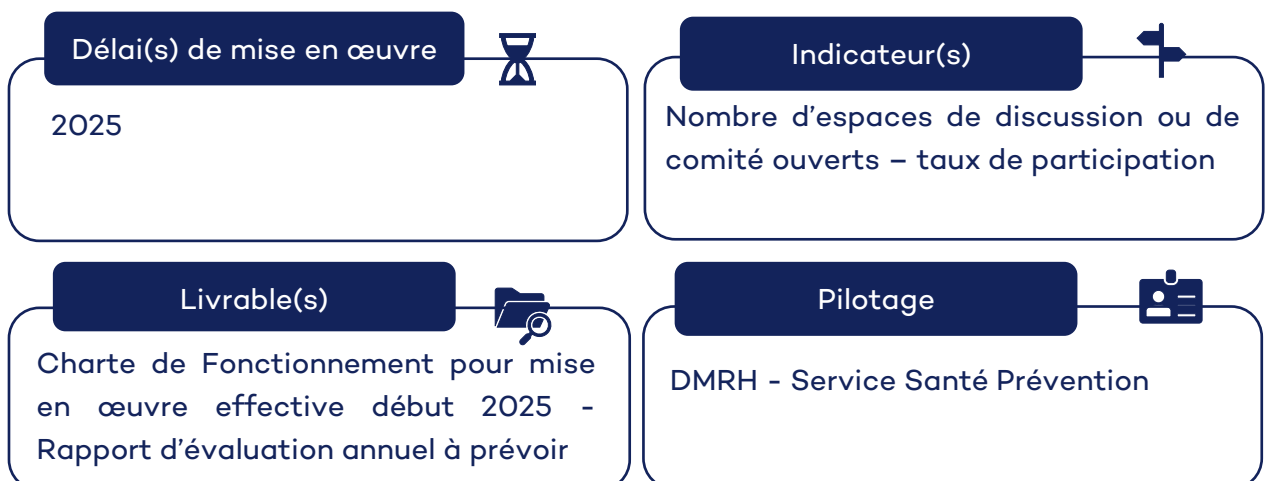 Délai(s) de mise en œuvre
2025
Indicateur(s)
Nombre d'espaces de discussion ou de
comité ouverts – taux de participation
Livrable(s)
Charte de Fonctionnement pour mise
en œuvre effective début 2025 -
Rapport d'évaluation annuel à prévoir
Pilotage
DMRH - Service Santé Prévention